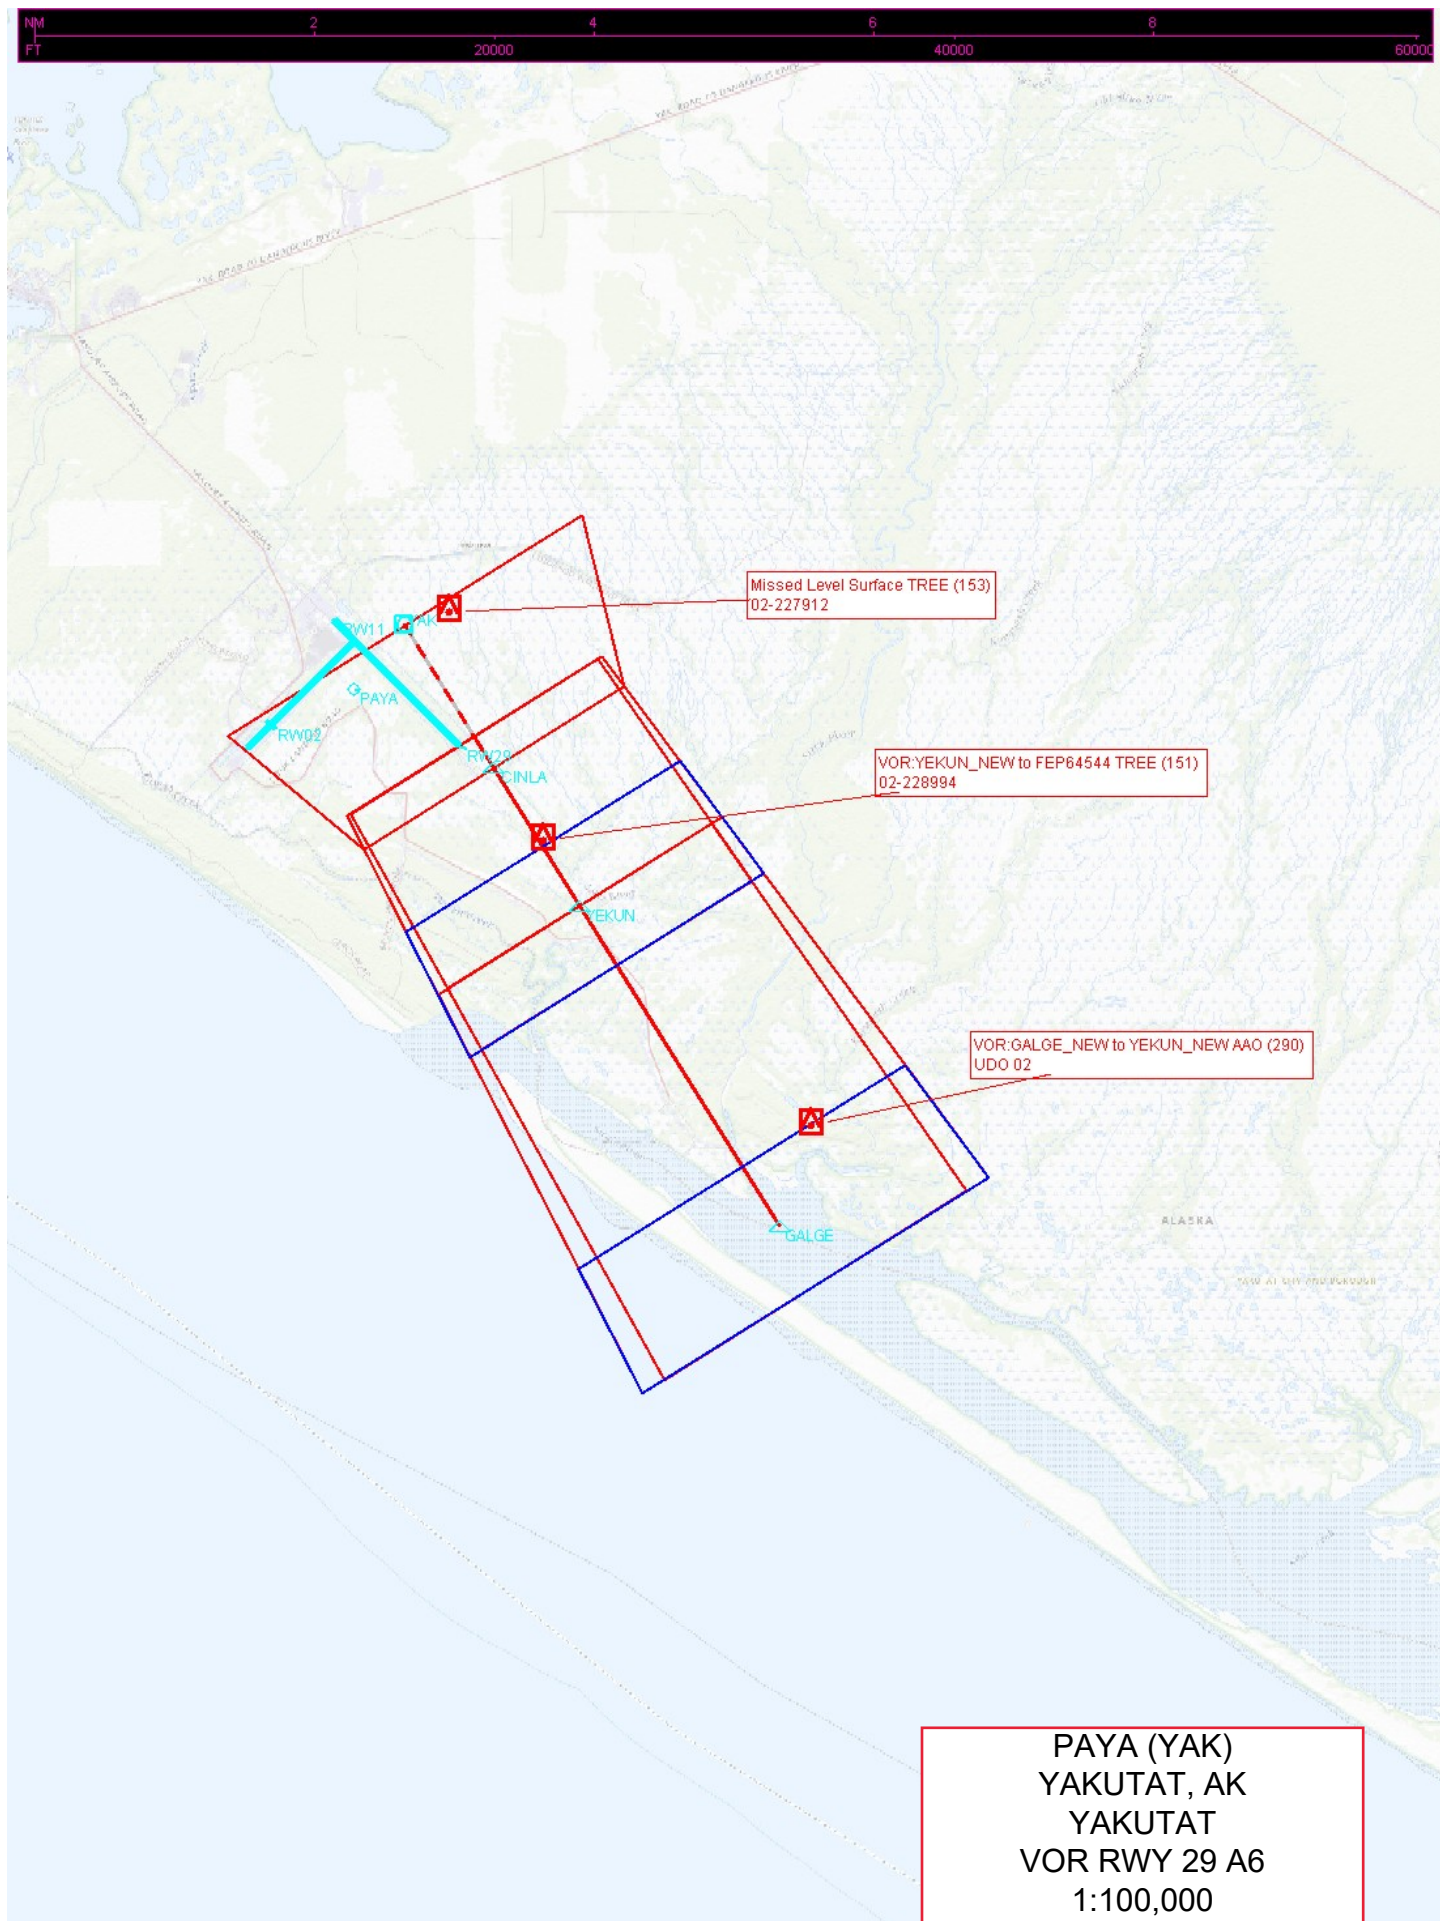 NM 2 4 6 8
FT 20000 40000 60000
Missed Level Surface TREE (153)
02-227912
RW11
YAK
PAYA
RW02
RW29
CINLA
VOR:YEKUN_NEW to FEP64544 TREE (151)
02-228994
YEKUN
VOR:GALGE_NEW to YEKUN_NEW AAO (290)
UDO 02
GALGE
ALASKA
PAYA (YAK)
YAKUTAT, AK
YAKUTAT
VOR RWY 29 A6
1:100,000